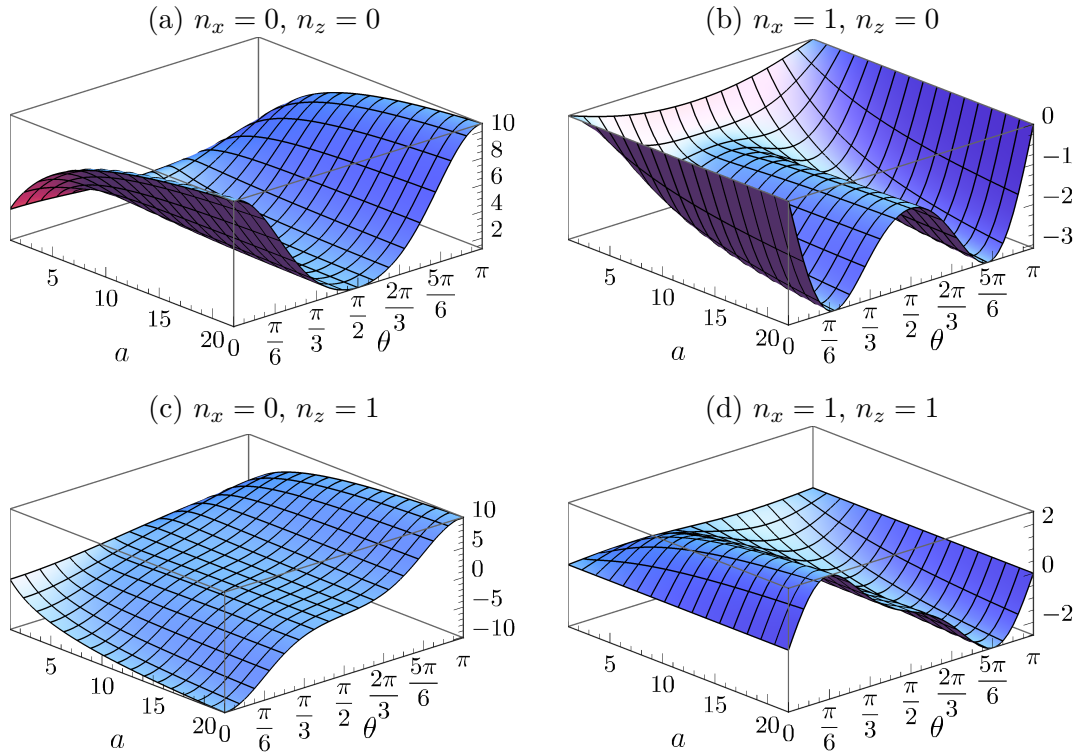 (a) n_x = 0, n_z = 0
10
8
6
4
2
5
10
15
20
a
0
π/6
π/3
π/2
2π/3
5π/6
π
θ
(b) n_x = 1, n_z = 0
0
−1
−2
−3
5
10
15
20
a
0
π/6
π/3
π/2
2π/3
5π/6
π
θ
(c) n_x = 0, n_z = 1
10
5
0
−5
−10
5
10
15
20
a
0
π/6
π/3
π/2
2π/3
5π/6
π
θ
(d) n_x = 1, n_z = 1
2
0
−2
5
10
15
20
a
0
π/6
π/3
π/2
2π/3
5π/6
π
θ